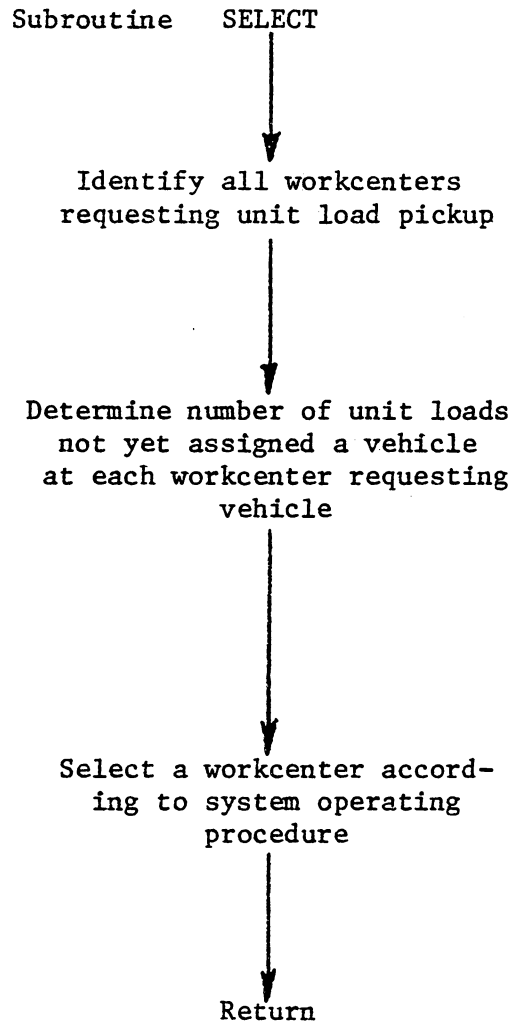 Subroutine SELECT
Identify all workcenters
requesting unit load pickup
Determine number of unit loads
not yet assigned a vehicle
at each workcenter requesting
vehicle
Select a workcenter accord-
ing to system operating
procedure
Return